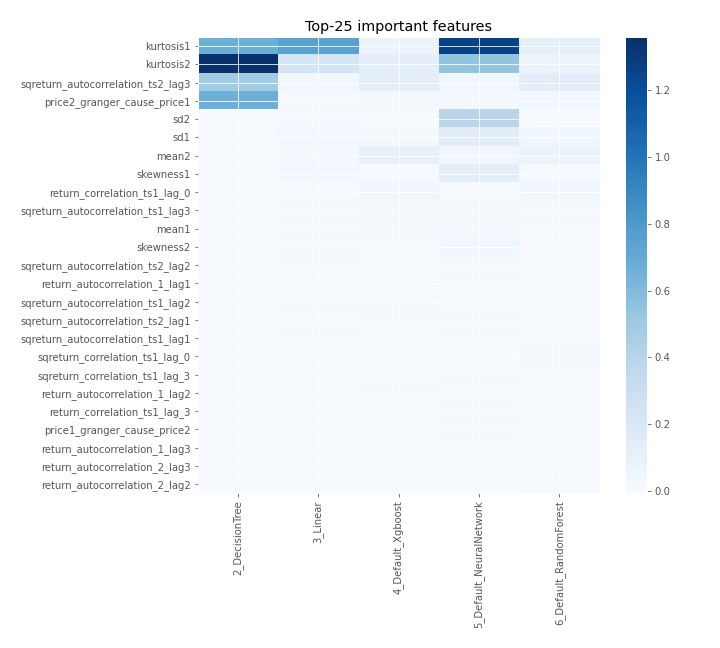 Top-25 important features
kurtosis1
kurtosis2
sqreturn_autocorrelation_ts2_lag3
price2_granger_cause_price1
sd2
sd1
mean2
skewness1
return_correlation_ts1_lag_0
sqreturn_autocorrelation_ts1_lag3
mean1
skewness2
sqreturn_autocorrelation_ts2_lag2
return_autocorrelation_1_lag1
sqreturn_autocorrelation_ts1_lag2
sqreturn_autocorrelation_ts2_lag1
sqreturn_autocorrelation_ts1_lag1
sqreturn_correlation_ts1_lag_0
sqreturn_correlation_ts1_lag_3
return_autocorrelation_1_lag2
return_correlation_ts1_lag_3
price1_granger_cause_price2
return_autocorrelation_1_lag3
return_autocorrelation_2_lag3
return_autocorrelation_2_lag2
2_DecisionTree
3_Linear
4_Default_Xgboost
5_Default_NeuralNetwork
6_Default_RandomForest
1.2
1.0
0.8
0.6
0.4
0.2
0.0